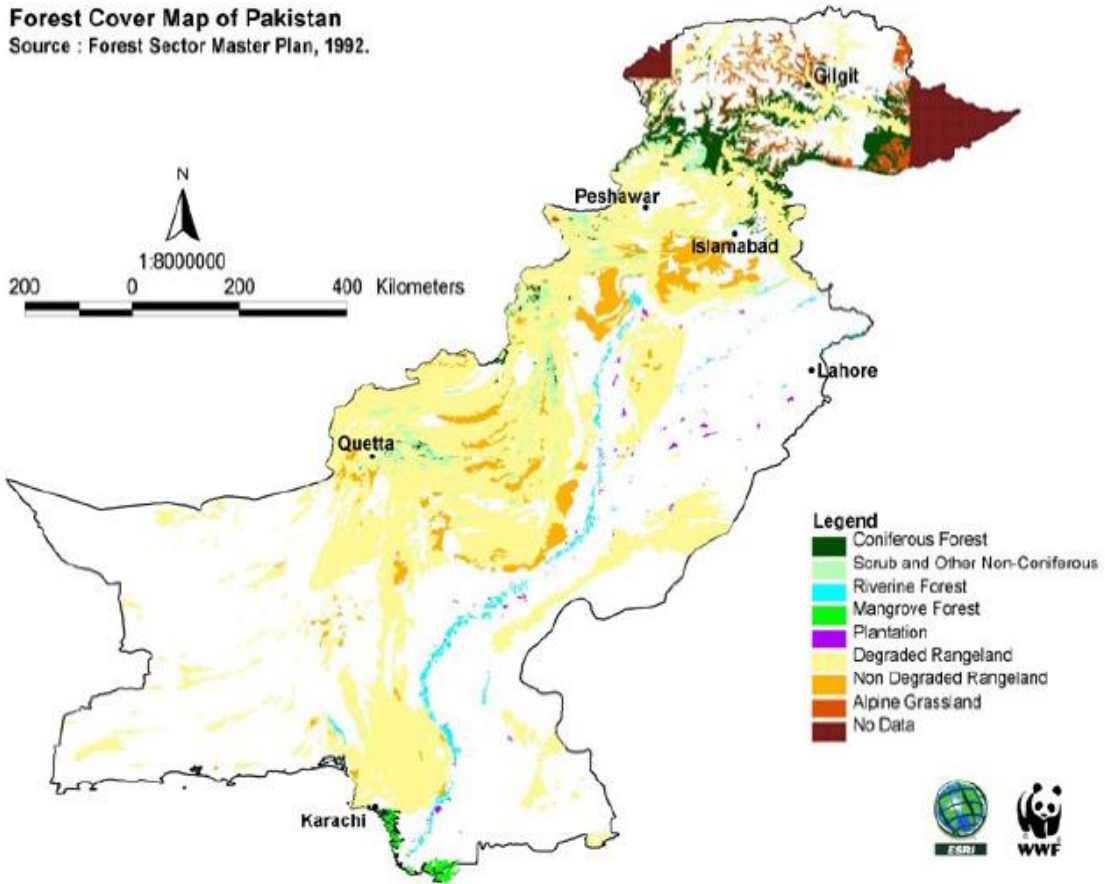 Forest Cover Map of Pakistan
Source : Forest Sector Master Plan, 1992.
Gilgit
N
Peshawar
Islamabad
1:8000000
200 0 200 400 Kilometers
Lahore
Quetta
Legend
Coniferous Forest
Scrub and Other Non-Coniferous
Riverine Forest
Mangrove Forest
Plantation
Degraded Rangeland
Non Degraded Rangeland
Alpine Grassland
No Data
Karachi
ESRI
WWF